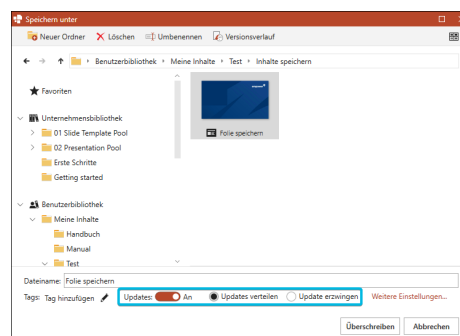 Speichern unter
Neuer Ordner Löschen Umbenennen Versionsverlauf
Benutzerbibliothek Meine Inhalte Test Inhalte speichern
Favoriten
Unternehmensbibliothek
01 Slide Template Pool
02 Presentation Pool
Erste Schritte
Getting started
Benutzerbibliothek
Meine Inhalte
Handbuch
Manual
Test
Folie speichern
Dateiname: Folie speichern
Tags: Tag hinzufügen Updates: An Updates verteilen Update erzwingen Weitere Einstellungen...
Überschreiben Abbrechen